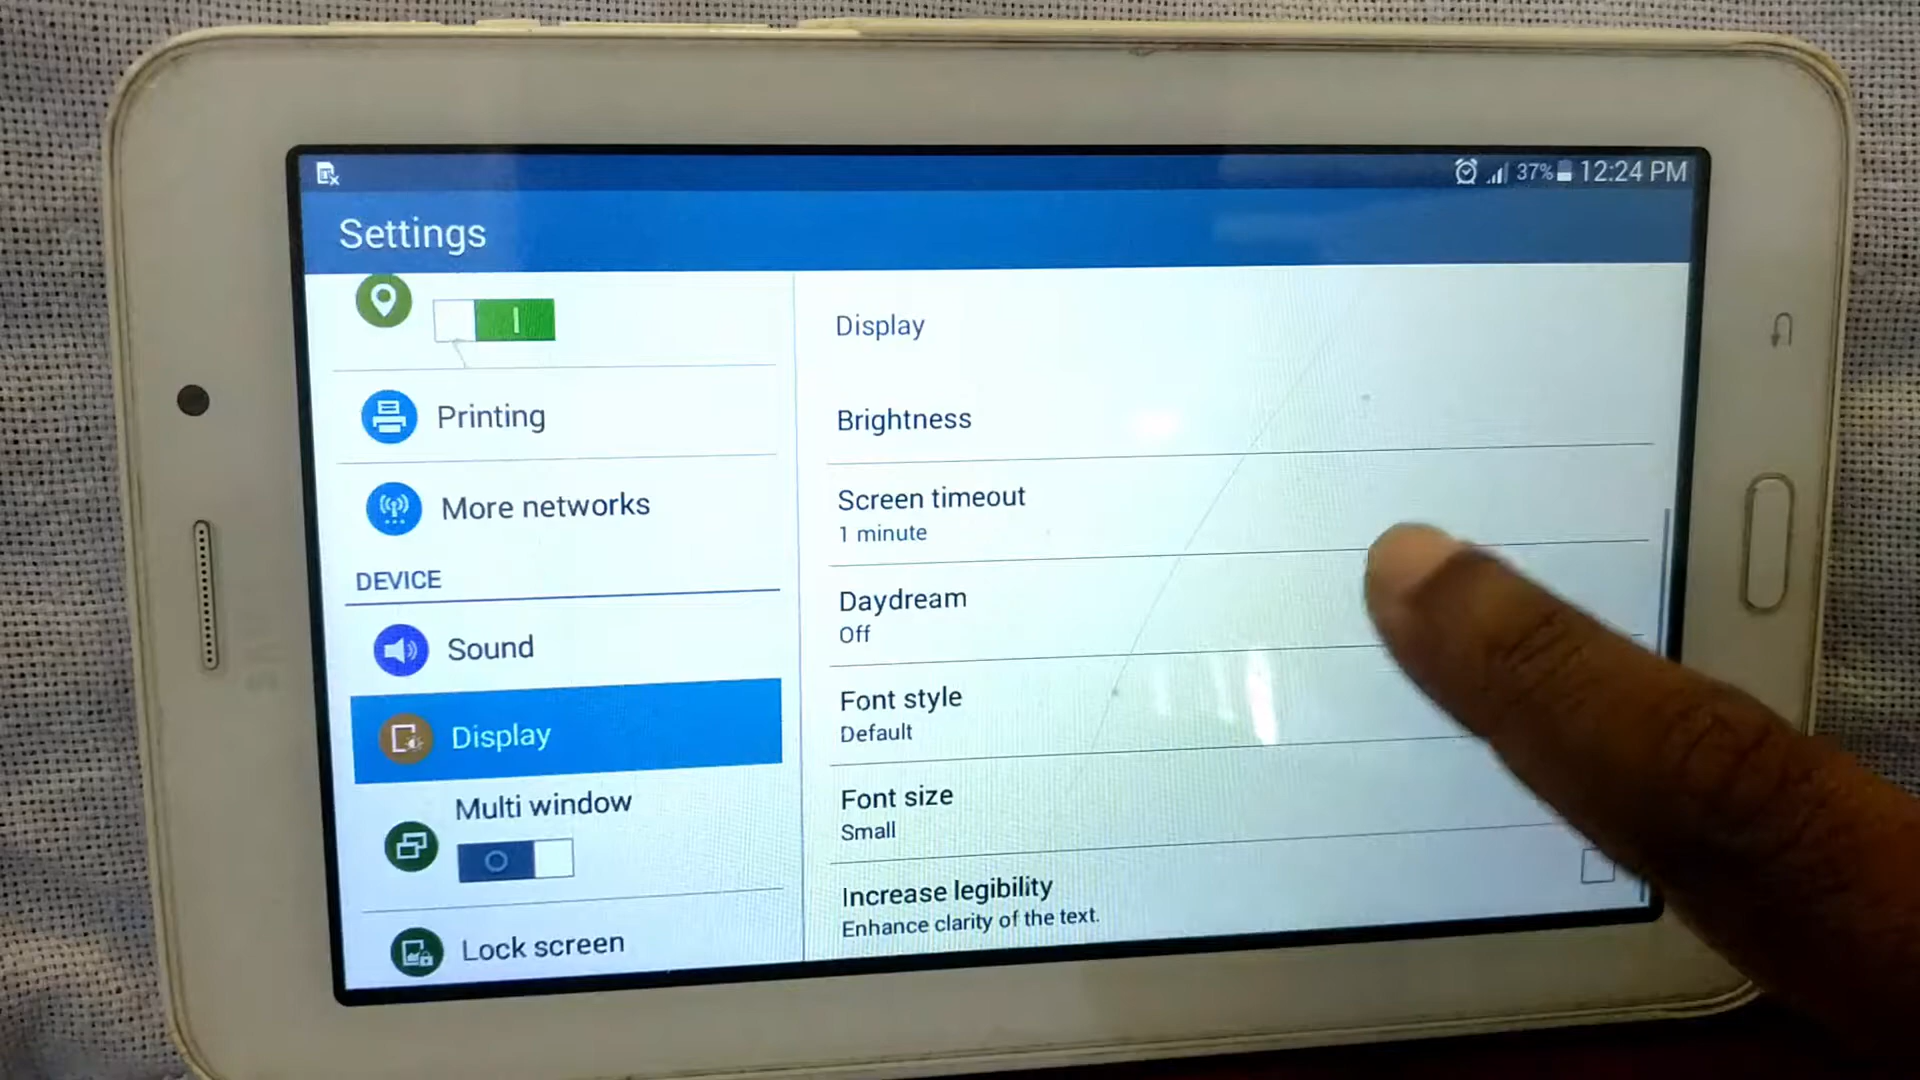 37% 12:24 PM
Settings
Printing
More networks
DEVICE
Sound
Display
Multi window
Lock screen
Display
Brightness
Screen timeout
1 minute
Daydream
Off
Font style
Default
Font size
Small
Increase legibility
Enhance clarity of the text.